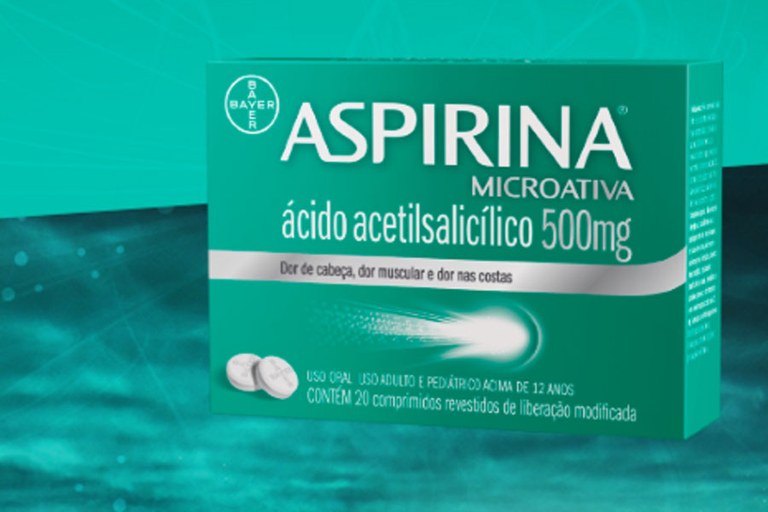 BAYER
BAYER
ASPIRINA®
MICROATIVA
ácido acetilsalicílico 500mg
Dor de cabeça, dor muscular e dor nas costas
USO ORAL USO ADULTO E PEDIÁTRICO ACIMA DE 12 ANOS
CONTÉM 20 comprimidos revestidos de liberação modificada